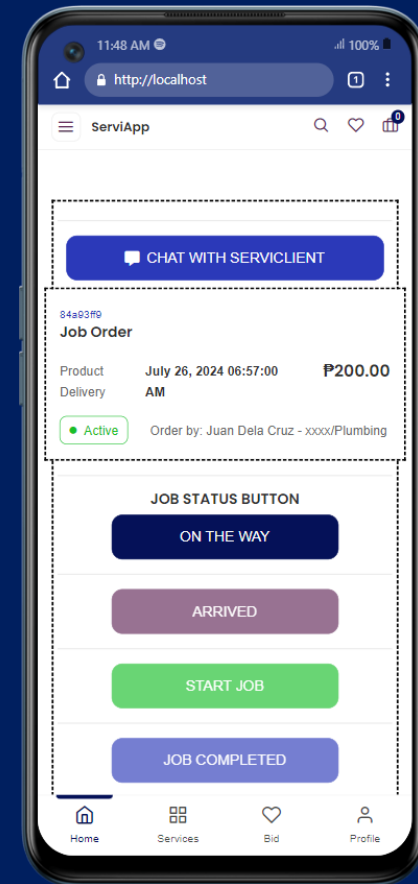 11:48 AM
100%
http://localhost
1
ServiApp
0
CHAT WITH SERVICLIENT
84a93ff9
Job Order
Product July 26, 2024 06:57:00 ₱200.00
Delivery AM
Active Order by: Juan Dela Cruz - xxxx/Plumbing
JOB STATUS BUTTON
ON THE WAY
ARRIVED
START JOB
JOB COMPLETED
Home Services Bid Profile